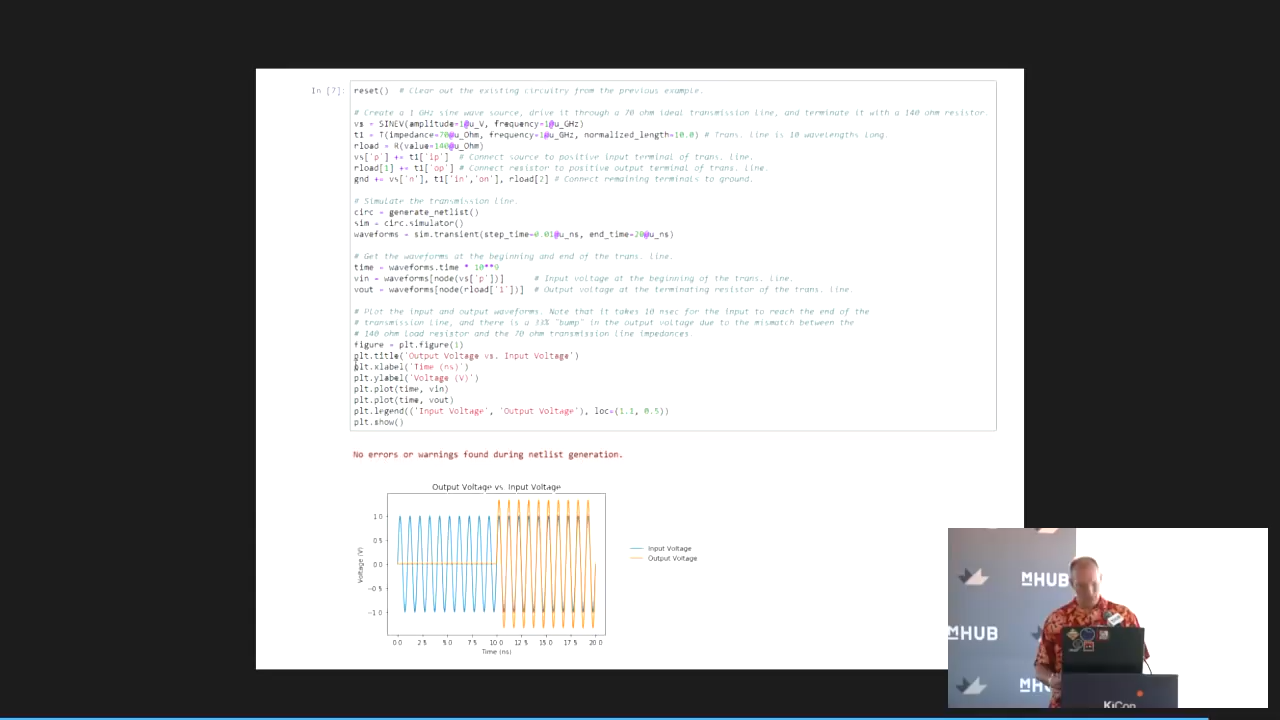 In [7]:
reset()  # Clear out the existing circuitry from the previous example.
# Create a 1 GHz sine wave source, drive it through a 70 ohm ideal transmission line, and terminate it with a 140 ohm resistor.
vs = SINEV(amplitude=1@u_V, frequency=1@u_GHz)
t1 = T(impedance=70@u_Ohm, frequency=1@u_GHz, normalized_length=10.0) # Trans. line is 10 wavelengths long.
rload = R(value=140@u_Ohm)
vs['p'] += t1['ip']  # Connect source to positive input terminal of trans. line.
rload[1] += t1['op'] # Connect resistor to positive output terminal of trans. line.
gnd += vs['n'], t1['in','on'], rload[2] # Connect remaining terminals to ground.
# Simulate the transmission line.
circ = generate_netlist()
sim = circ.simulator()
waveforms = sim.transient(step_time=0.01@u_ns, end_time=20@u_ns)
# Get the waveforms at the beginning and end of the trans. line.
time = waveforms.time * 10**9
vin = waveforms[node(vs['p'])]      # Input voltage at the beginning of the trans. line.
vout = waveforms[node(rload['1'])]  # Output voltage at the terminating resistor of the trans. line.
# Plot the input and output waveforms. Note that it takes 10 nsec for the input to reach the end of the
# transmission line, and there is a 33% "bump" in the output voltage due to the mismatch between the
# 140 ohm load resistor and the 70 ohm transmission line impedances.
figure = plt.figure(1)
plt.title('Output Voltage vs. Input Voltage')
plt.xlabel('Time (ns)')
plt.ylabel('Voltage (V)')
plt.plot(time, vin)
plt.plot(time, vout)
plt.legend(('Input Voltage', 'Output Voltage'), loc=(1.1, 0.5))
plt.show()
No errors or warnings found during netlist generation.
Output Voltage vs. Input Voltage
1.0
0.5
0.0
-0.5
-1.0
Voltage (V)
0.0 2.5 5.0 7.5 10.0 12.5 15.0 17.5 20.0
Time (ns)
Input Voltage
Output Voltage
MHUB
MHUB
MHU
KiCon